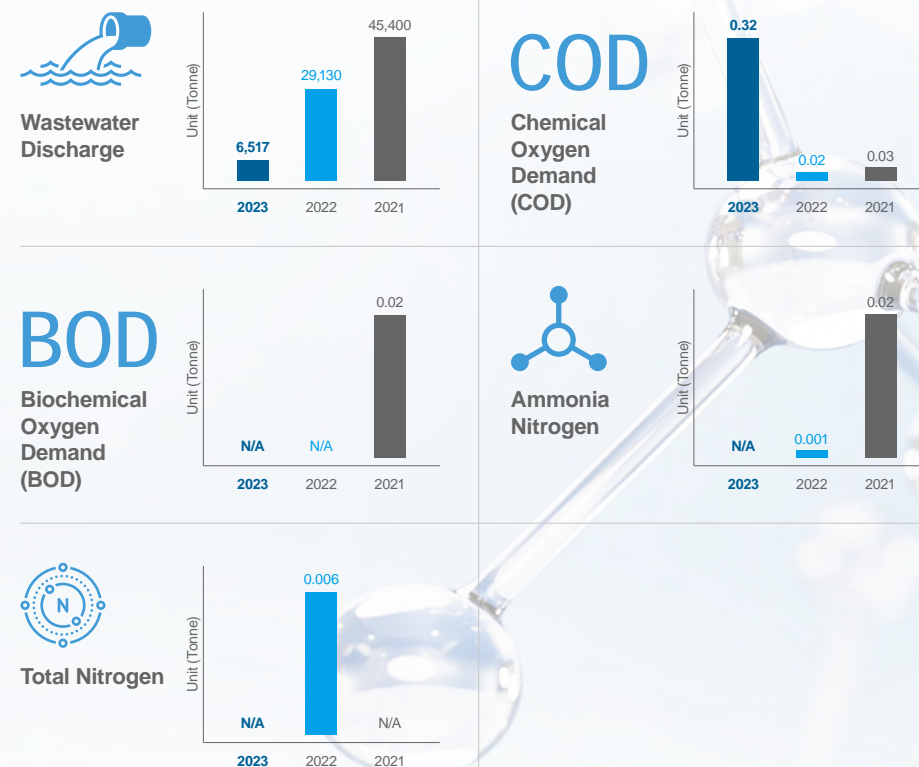 Wastewater
Discharge
Unit (Tonne)
6,517
29,130
45,400
2023
2022
2021
COD
Chemical
Oxygen
Demand
(COD)
Unit (Tonne)
0.32
0.02
0.03
2023
2022
2021
BOD
Biochemical
Oxygen
Demand
(BOD)
Unit (Tonne)
N/A
N/A
0.02
2023
2022
2021
Ammonia
Nitrogen
Unit (Tonne)
N/A
0.001
0.02
2023
2022
2021
N
Total Nitrogen
Unit (Tonne)
N/A
0.006
N/A
2023
2022
2021